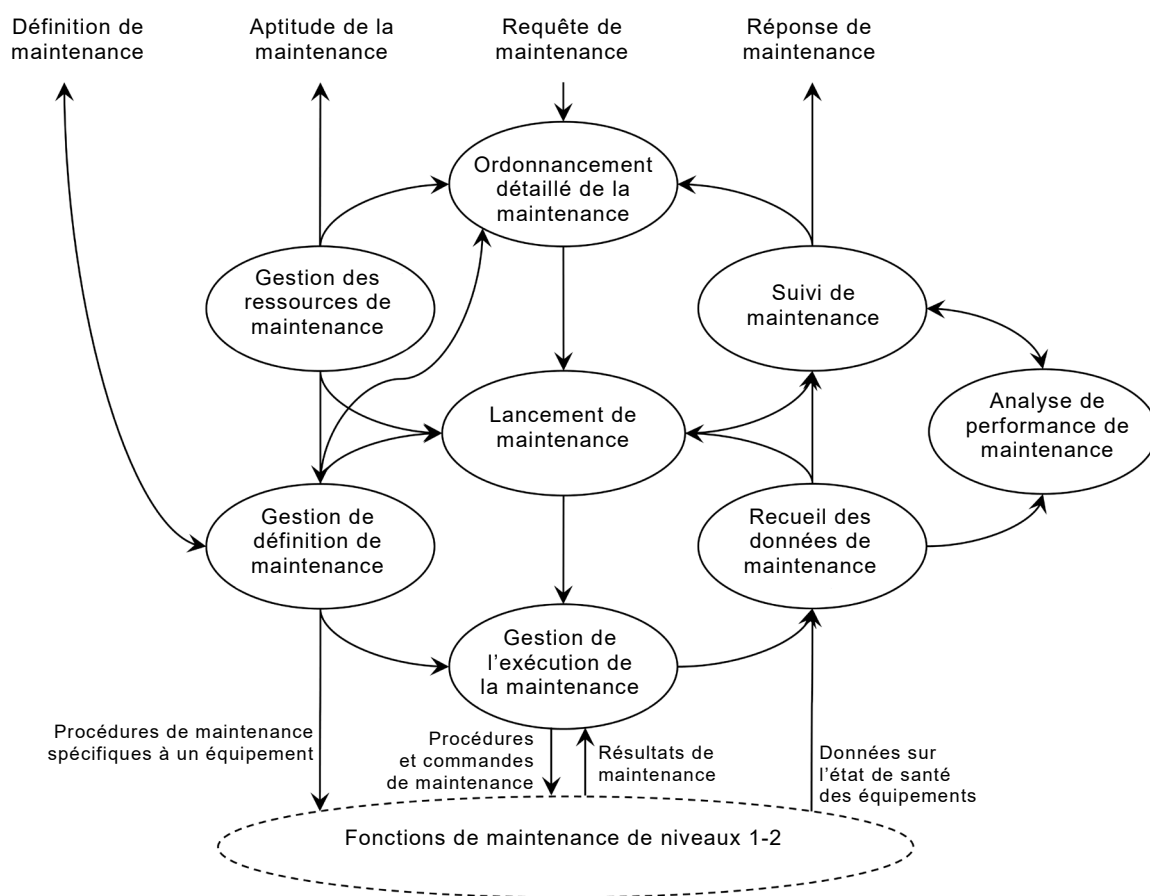 Définition de
maintenance
Aptitude de la
maintenance
Requête de
maintenance
Réponse de
maintenance
Ordonnancement
détaillé de la
maintenance
Gestion des
ressources de
maintenance
Suivi de
maintenance
Lancement de
maintenance
Analyse de
performance de
maintenance
Gestion de
définition de
maintenance
Recueil des
données de
maintenance
Gestion de
l’exécution de
la maintenance
Procédures de maintenance
spécifiques à un équipement
Procédures
et commandes
de maintenance
Résultats de
maintenance
Données sur
l’état de santé
des équipements
Fonctions de maintenance de niveaux 1-2